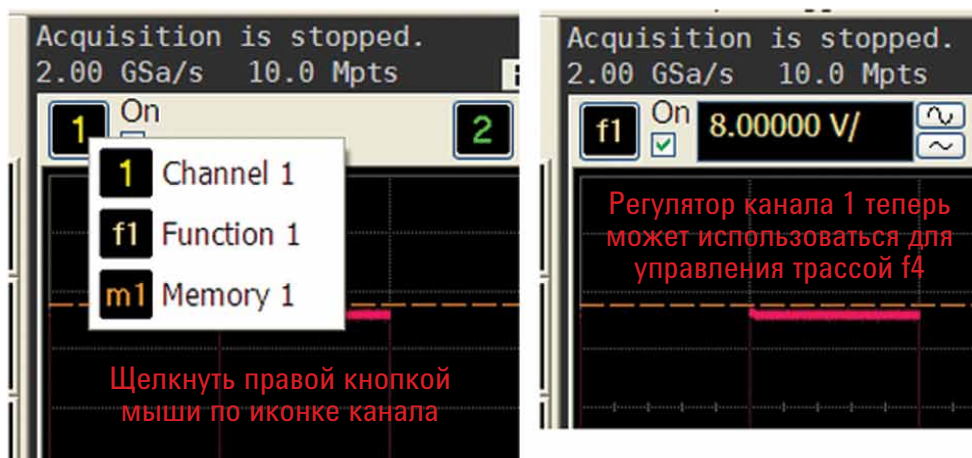 Acquisition is stopped.
2.00 GSa/s 10.0 Mpts
1 On 2
1 Channel 1
f1 Function 1
m1 Memory 1
Щелкнуть правой кнопкой
мыши по иконке канала
Acquisition is stopped.
2.00 GSa/s 10.0 Mpts
f1 On 8.00000 V/
Регулятор канала 1 теперь
может использоваться для
управления трассой f4